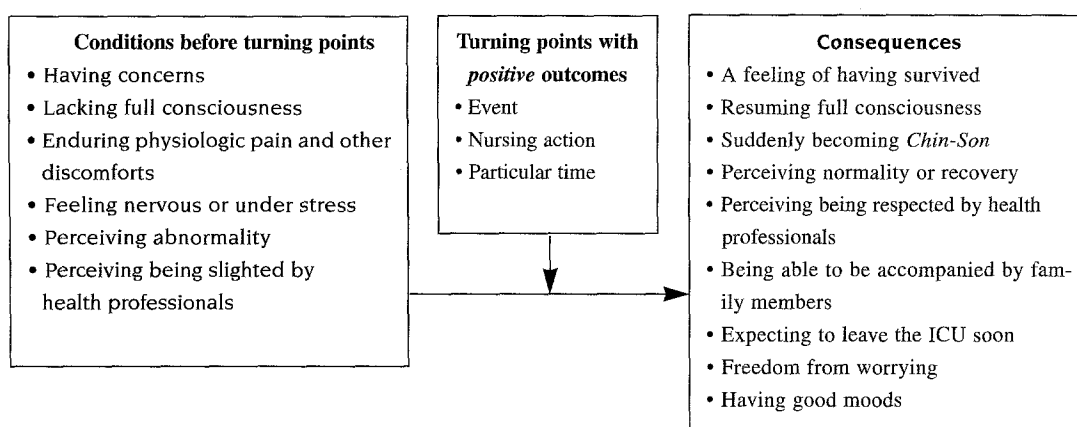 Conditions before turning points
• Having concerns
• Lacking full consciousness
• Enduring physiologic pain and other
discomforts
• Feeling nervous or under stress
• Perceiving abnormality
• Perceiving being slighted by
health professionals
Turning points with
positive outcomes
• Event
• Nursing action
• Particular time
Consequences
• A feeling of having survived
• Resuming full consciousness
• Suddenly becoming Chin-Son
• Perceiving normality or recovery
• Perceiving being respected by health
professionals
• Being able to be accompanied by fam-
ily members
• Expecting to leave the ICU soon
• Freedom from worrying
• Having good moods